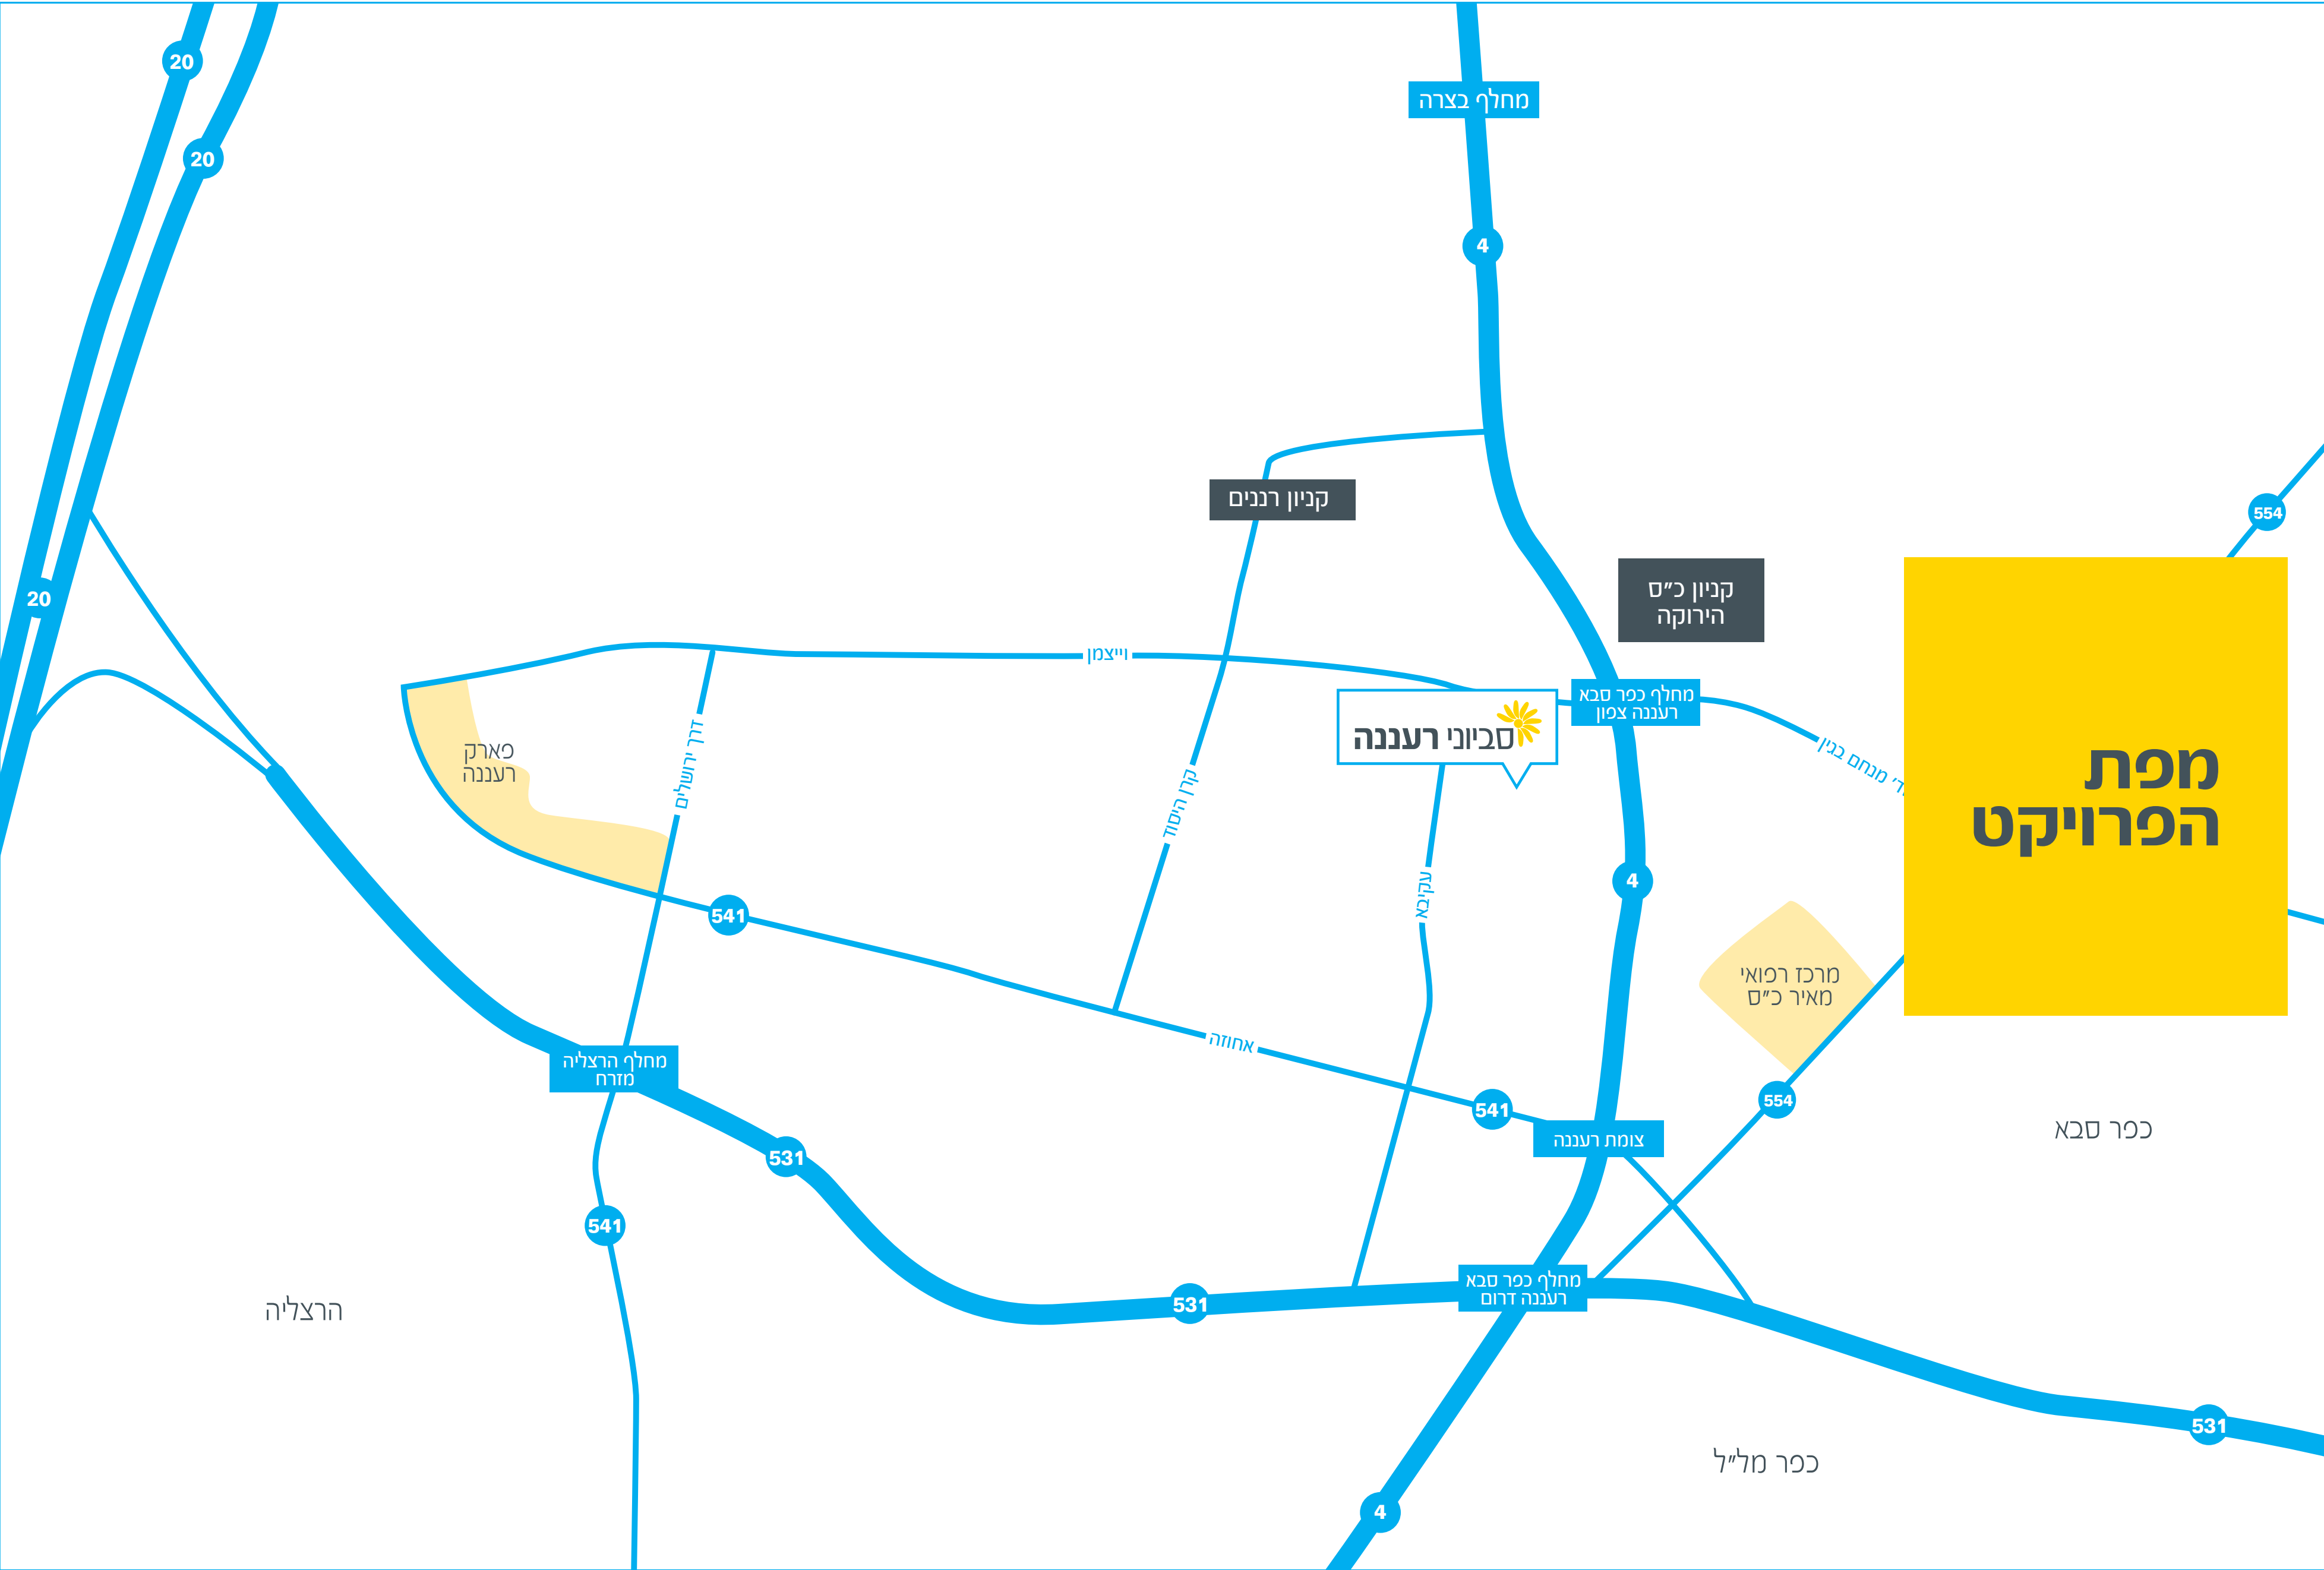 20
מחלף בצרה
20
4
קניון רננים
554
קניון כ״ס
הירוקה
20
וייצמן
מחלף כפר סבא
רעננה צפון
סביוני רעננה
ד׳ מנחם בגין
דרך ירושלים
פארק
רעננה
קרן היסוד
מפת
הפרויקט
עקיבא
4
541
מרכז רפואי
מאיר כ״ס
אחוזה
מחלף הרצליה
מזרח
554
541
צומת רעננה
כפר סבא
531
541
מחלף כפר סבא
רעננה דרום
531
הרצליה
531
כפר מל״ל
4